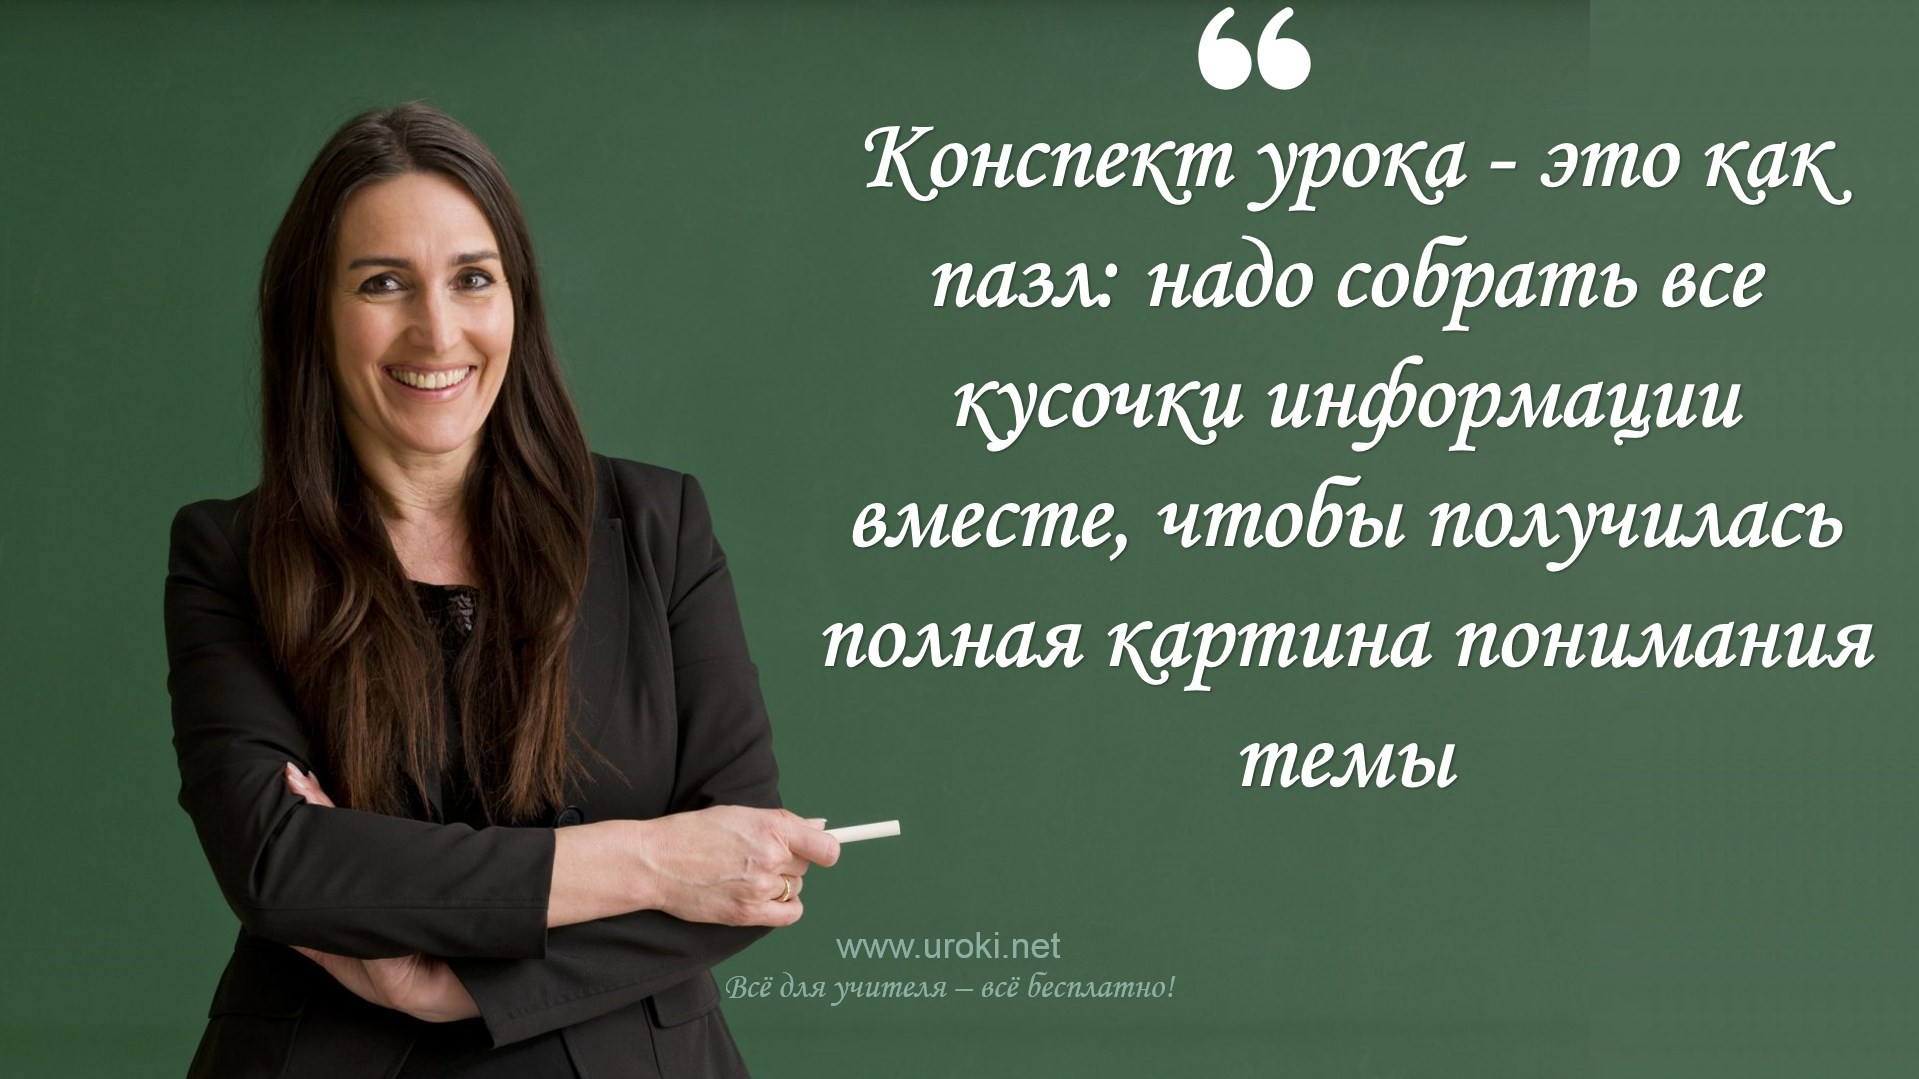 “
Конспект урока - это как
пазл: надо собрать все
кусочки информации
вместе, чтобы получилась
полная картина понимания
темы
www.uroki.net
Всё для учителя – всё бесплатно!